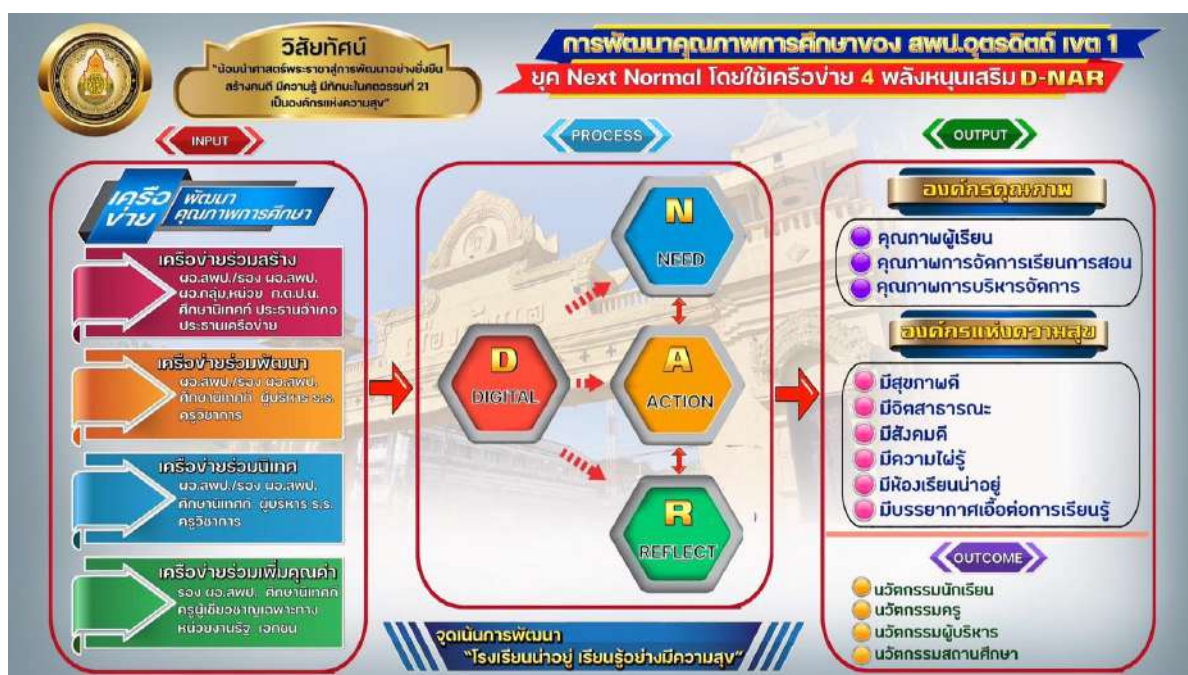 วิสัยทัศน์
"น้อมนำศาสตร์พระราชาสู่การพัฒนาอย่างยั่งยืน
สร้างคนดี มีความรู้ มีทักษะในศตวรรษที่ 21
เป็นองค์กรแห่งความสุข"
การพัฒนาคุณภาพการศึกษาของ สพป.อุตรดิตถ์ เขต 1
ยุค Next Normal โดยใช้เครือข่าย 4 พลังหนุนเสริม D-NAR
INPUT
เครือ
ข่าย
พัฒนา
คุณภาพการศึกษา
เครือข่ายร่วมสร้าง
ผอ.สพป./รอง ผอ.สพป.
ผอ.กลุ่ม,หน่วย ก.ต.ป.น.
ศึกษานิเทศก์ ประธานอำเภอ
ประธานเครือข่าย
เครือข่ายร่วมพัฒนา
ผอ.สพป./รอง ผอ.สพป.
ศึกษานิเทศก์ ผู้บริหาร ร.ร.
ครูวิชาการ
เครือข่ายร่วมนิเทศ
ผอ.สพป./รอง ผอ.สพป.
ศึกษานิเทศก์ ผู้บริหาร ร.ร.
ครูวิชาการ
เครือข่ายร่วมเพิ่มคุณค่า
รอง ผอ.สพป. ศึกษานิเทศก์
ครูผู้เชี่ยวชาญเฉพาะทาง
หน่วยงานรัฐ เอกชน
PROCESS
N
NEED
D
DIGITAL
A
ACTION
R
REFLECT
จุดเน้นการพัฒนา
"โรงเรียนน่าอยู่ เรียนรู้อย่างมีความสุข"
OUTPUT
องค์กรคุณภาพ
คุณภาพผู้เรียน
คุณภาพการจัดการเรียนการสอน
คุณภาพการบริหารจัดการ
องค์กรแห่งความสุข
มีสุขภาพดี
มีจิตสาธารณะ
มีสังคมดี
มีความใฝ่รู้
มีห้องเรียนน่าอยู่
มีบรรยากาศเอื้อต่อการเรียนรู้
OUTCOME
นวัตกรรมนักเรียน
นวัตกรรมครู
นวัตกรรมผู้บริหาร
นวัตกรรมสถานศึกษา